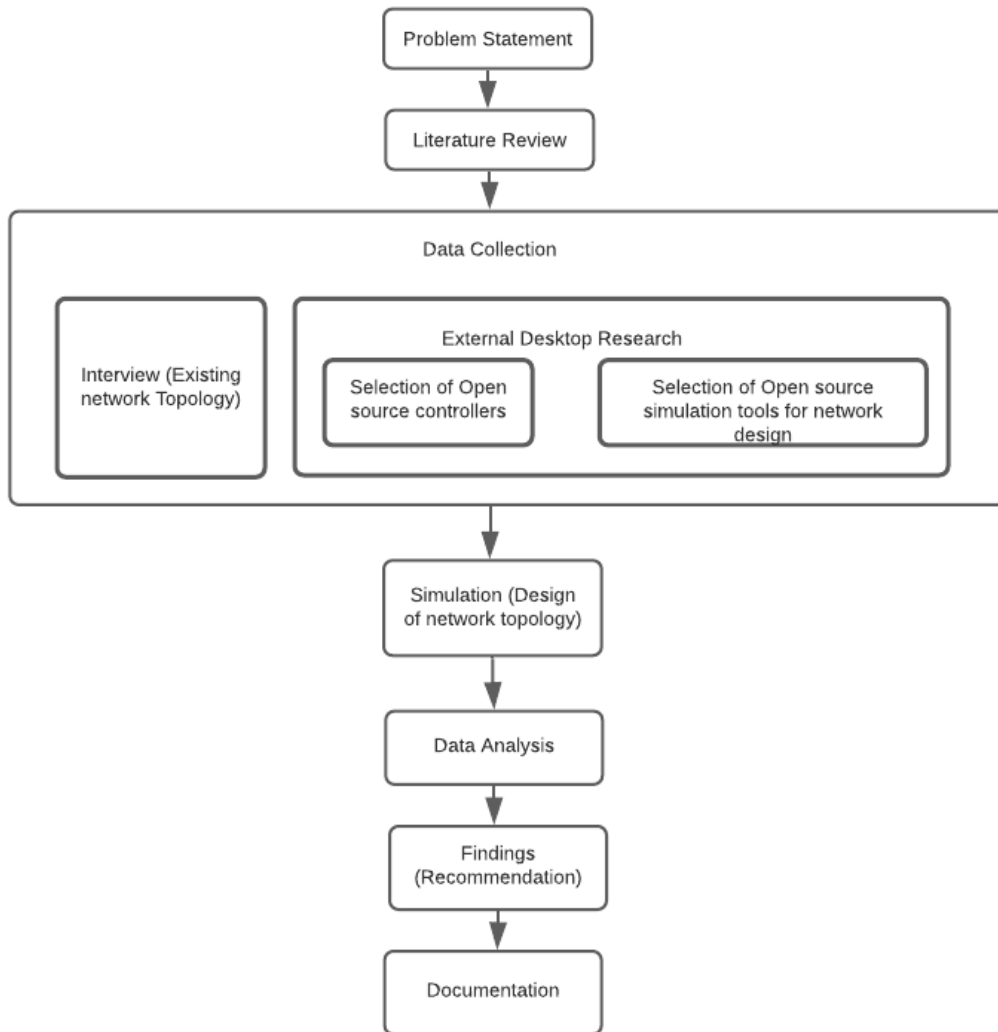 Problem Statement
Literature Review
Data Collection
Interview (Existing
network Topology)
External Desktop Research
Selection of Open
source controllers
Selection of Open source
simulation tools for network
design
Simulation (Design
of network topology)
Data Analysis
Findings
(Recommendation)
Documentation